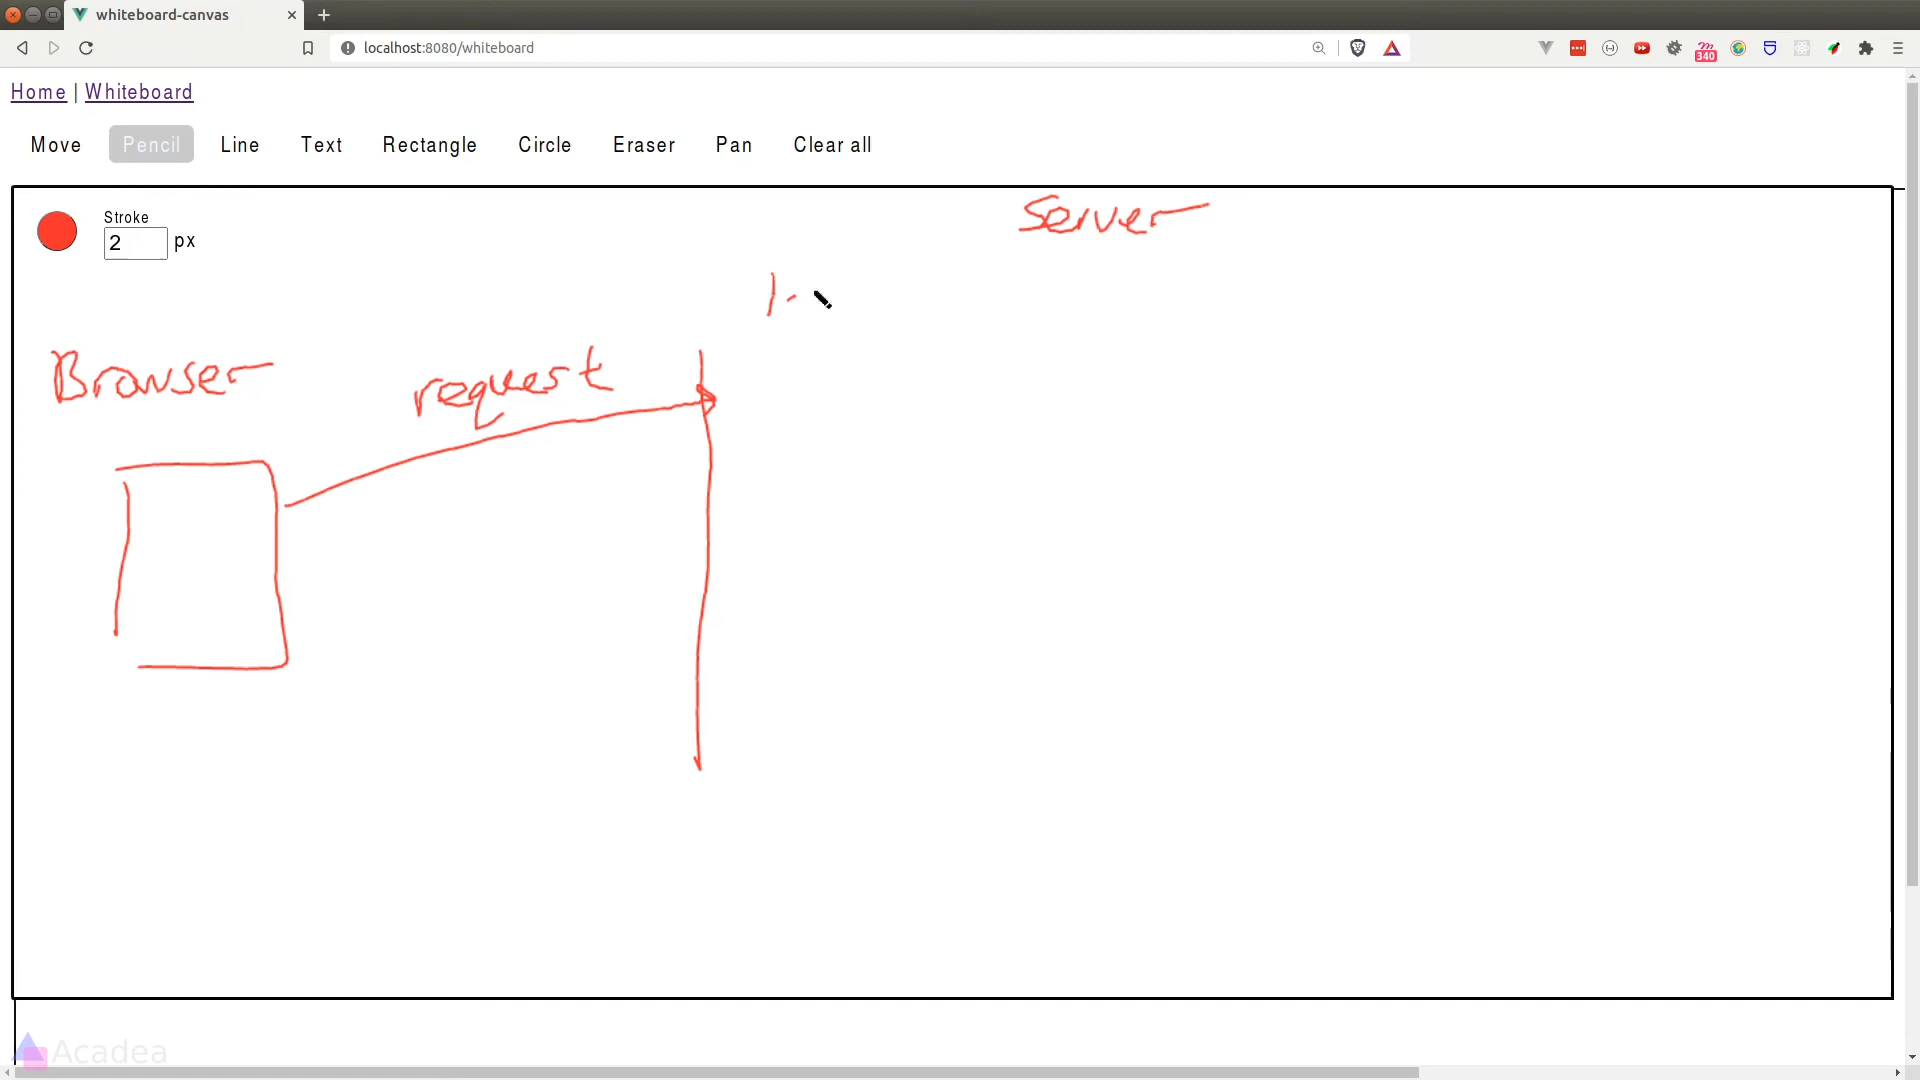 whiteboard-canvas
localhost:8080/whiteboard
340
Home | Whiteboard
Move Pencil Line Text Rectangle Circle Eraser Pan Clear all
Server
Stroke
2 px
Browser
request
Acadea